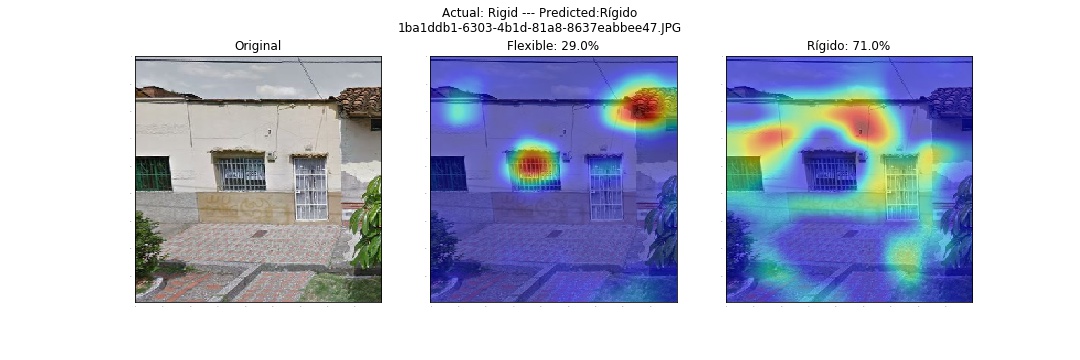 Actual: Rigid --- Predicted:Rígido
1ba1ddb1-6303-4b1d-81a8-8637eabbee47.JPG
Original
Flexible: 29.0%
Rígido: 71.0%